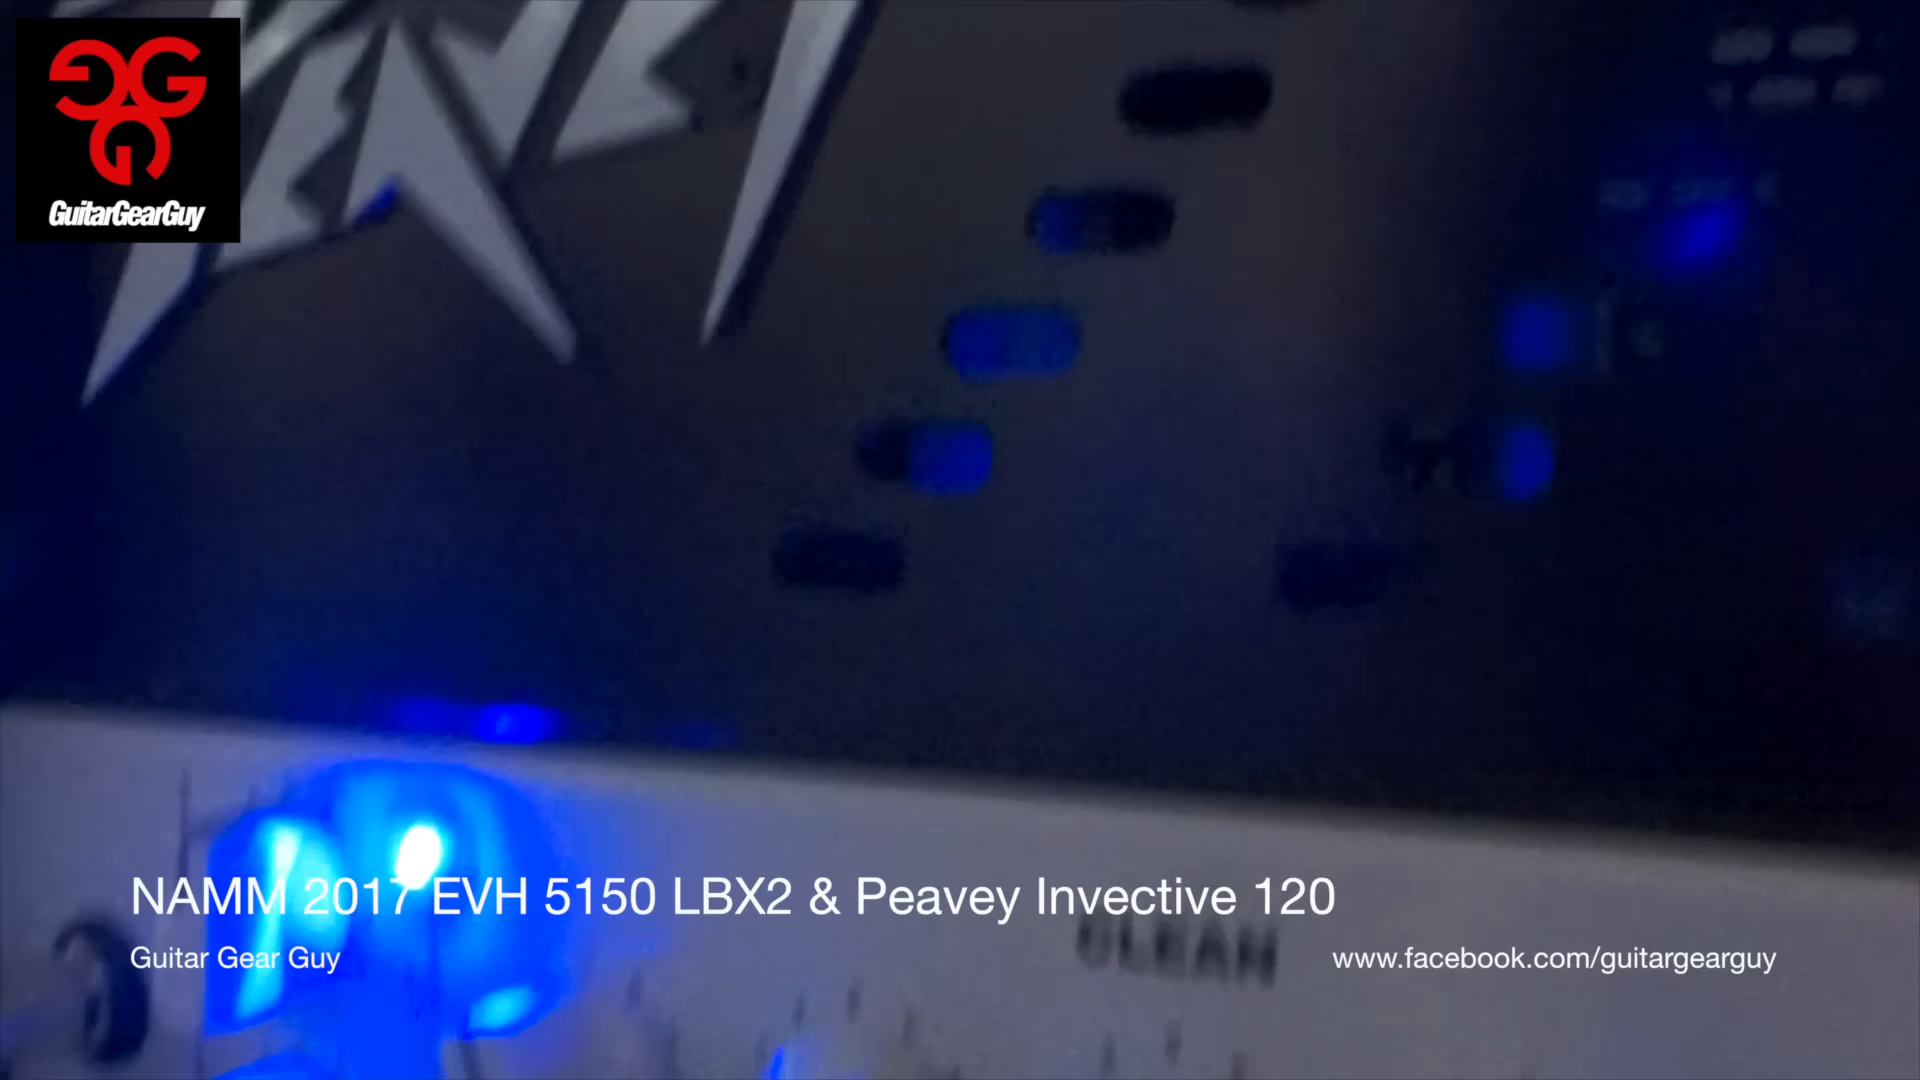 GuitarGearGuy
NAMM 2017 EVH 5150 LBX2 & Peavey Invective 120
CLEAN
Guitar Gear Guy
www.facebook.com/guitargearguy